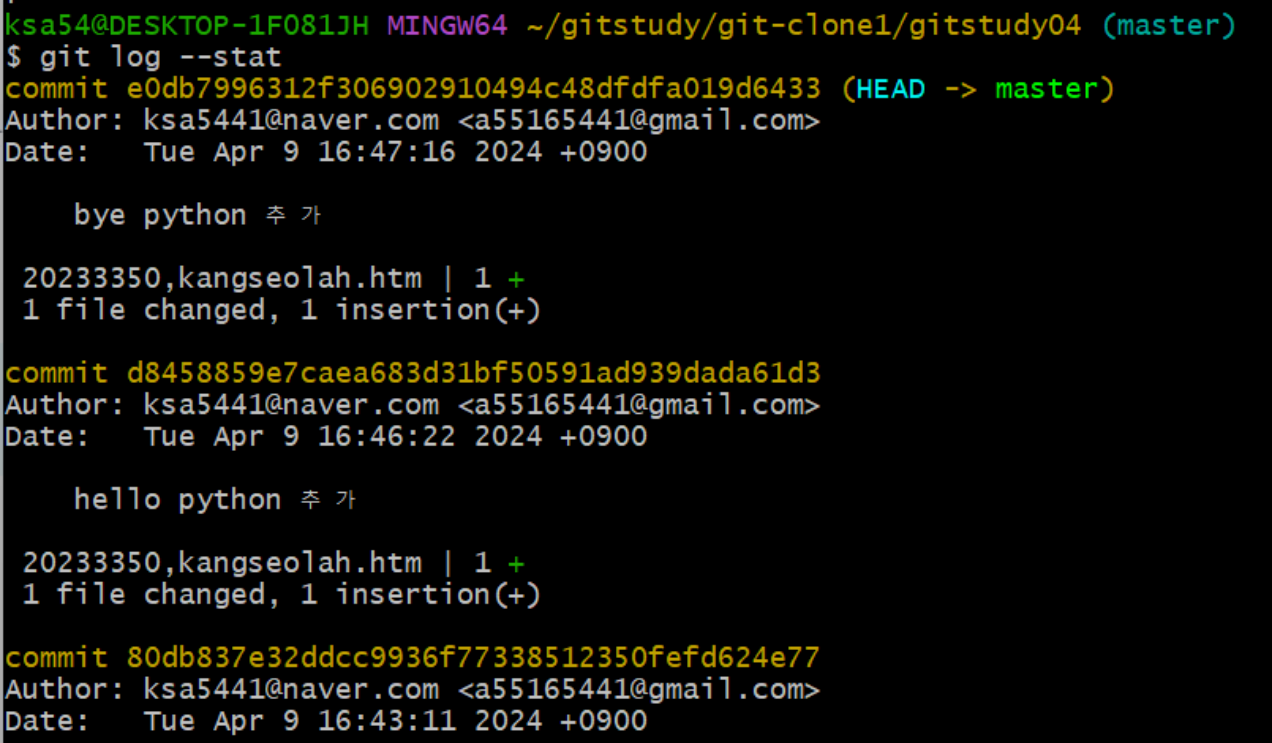 ksa54@DESKTOP-1F081JH MINGW64 ~/gitstudy/git-clone1/gitstudy04 (master)
$ git log --stat
commit e0db7996312f306902910494c48dfdfa019d6433 (HEAD -> master)
Author: ksa5441@naver.com <a55165441@gmail.com>
Date:   Tue Apr 9 16:47:16 2024 +0900
    bye python 추가
 20233350,kangseolah.htm | 1 +
 1 file changed, 1 insertion(+)
commit d8458859e7caea683d31bf50591ad939dada61d3
Author: ksa5441@naver.com <a55165441@gmail.com>
Date:   Tue Apr 9 16:46:22 2024 +0900
    hello python 추가
 20233350,kangseolah.htm | 1 +
 1 file changed, 1 insertion(+)
commit 80db837e32ddcc9936f77338512350fefd624e77
Author: ksa5441@naver.com <a55165441@gmail.com>
Date:   Tue Apr 9 16:43:11 2024 +0900